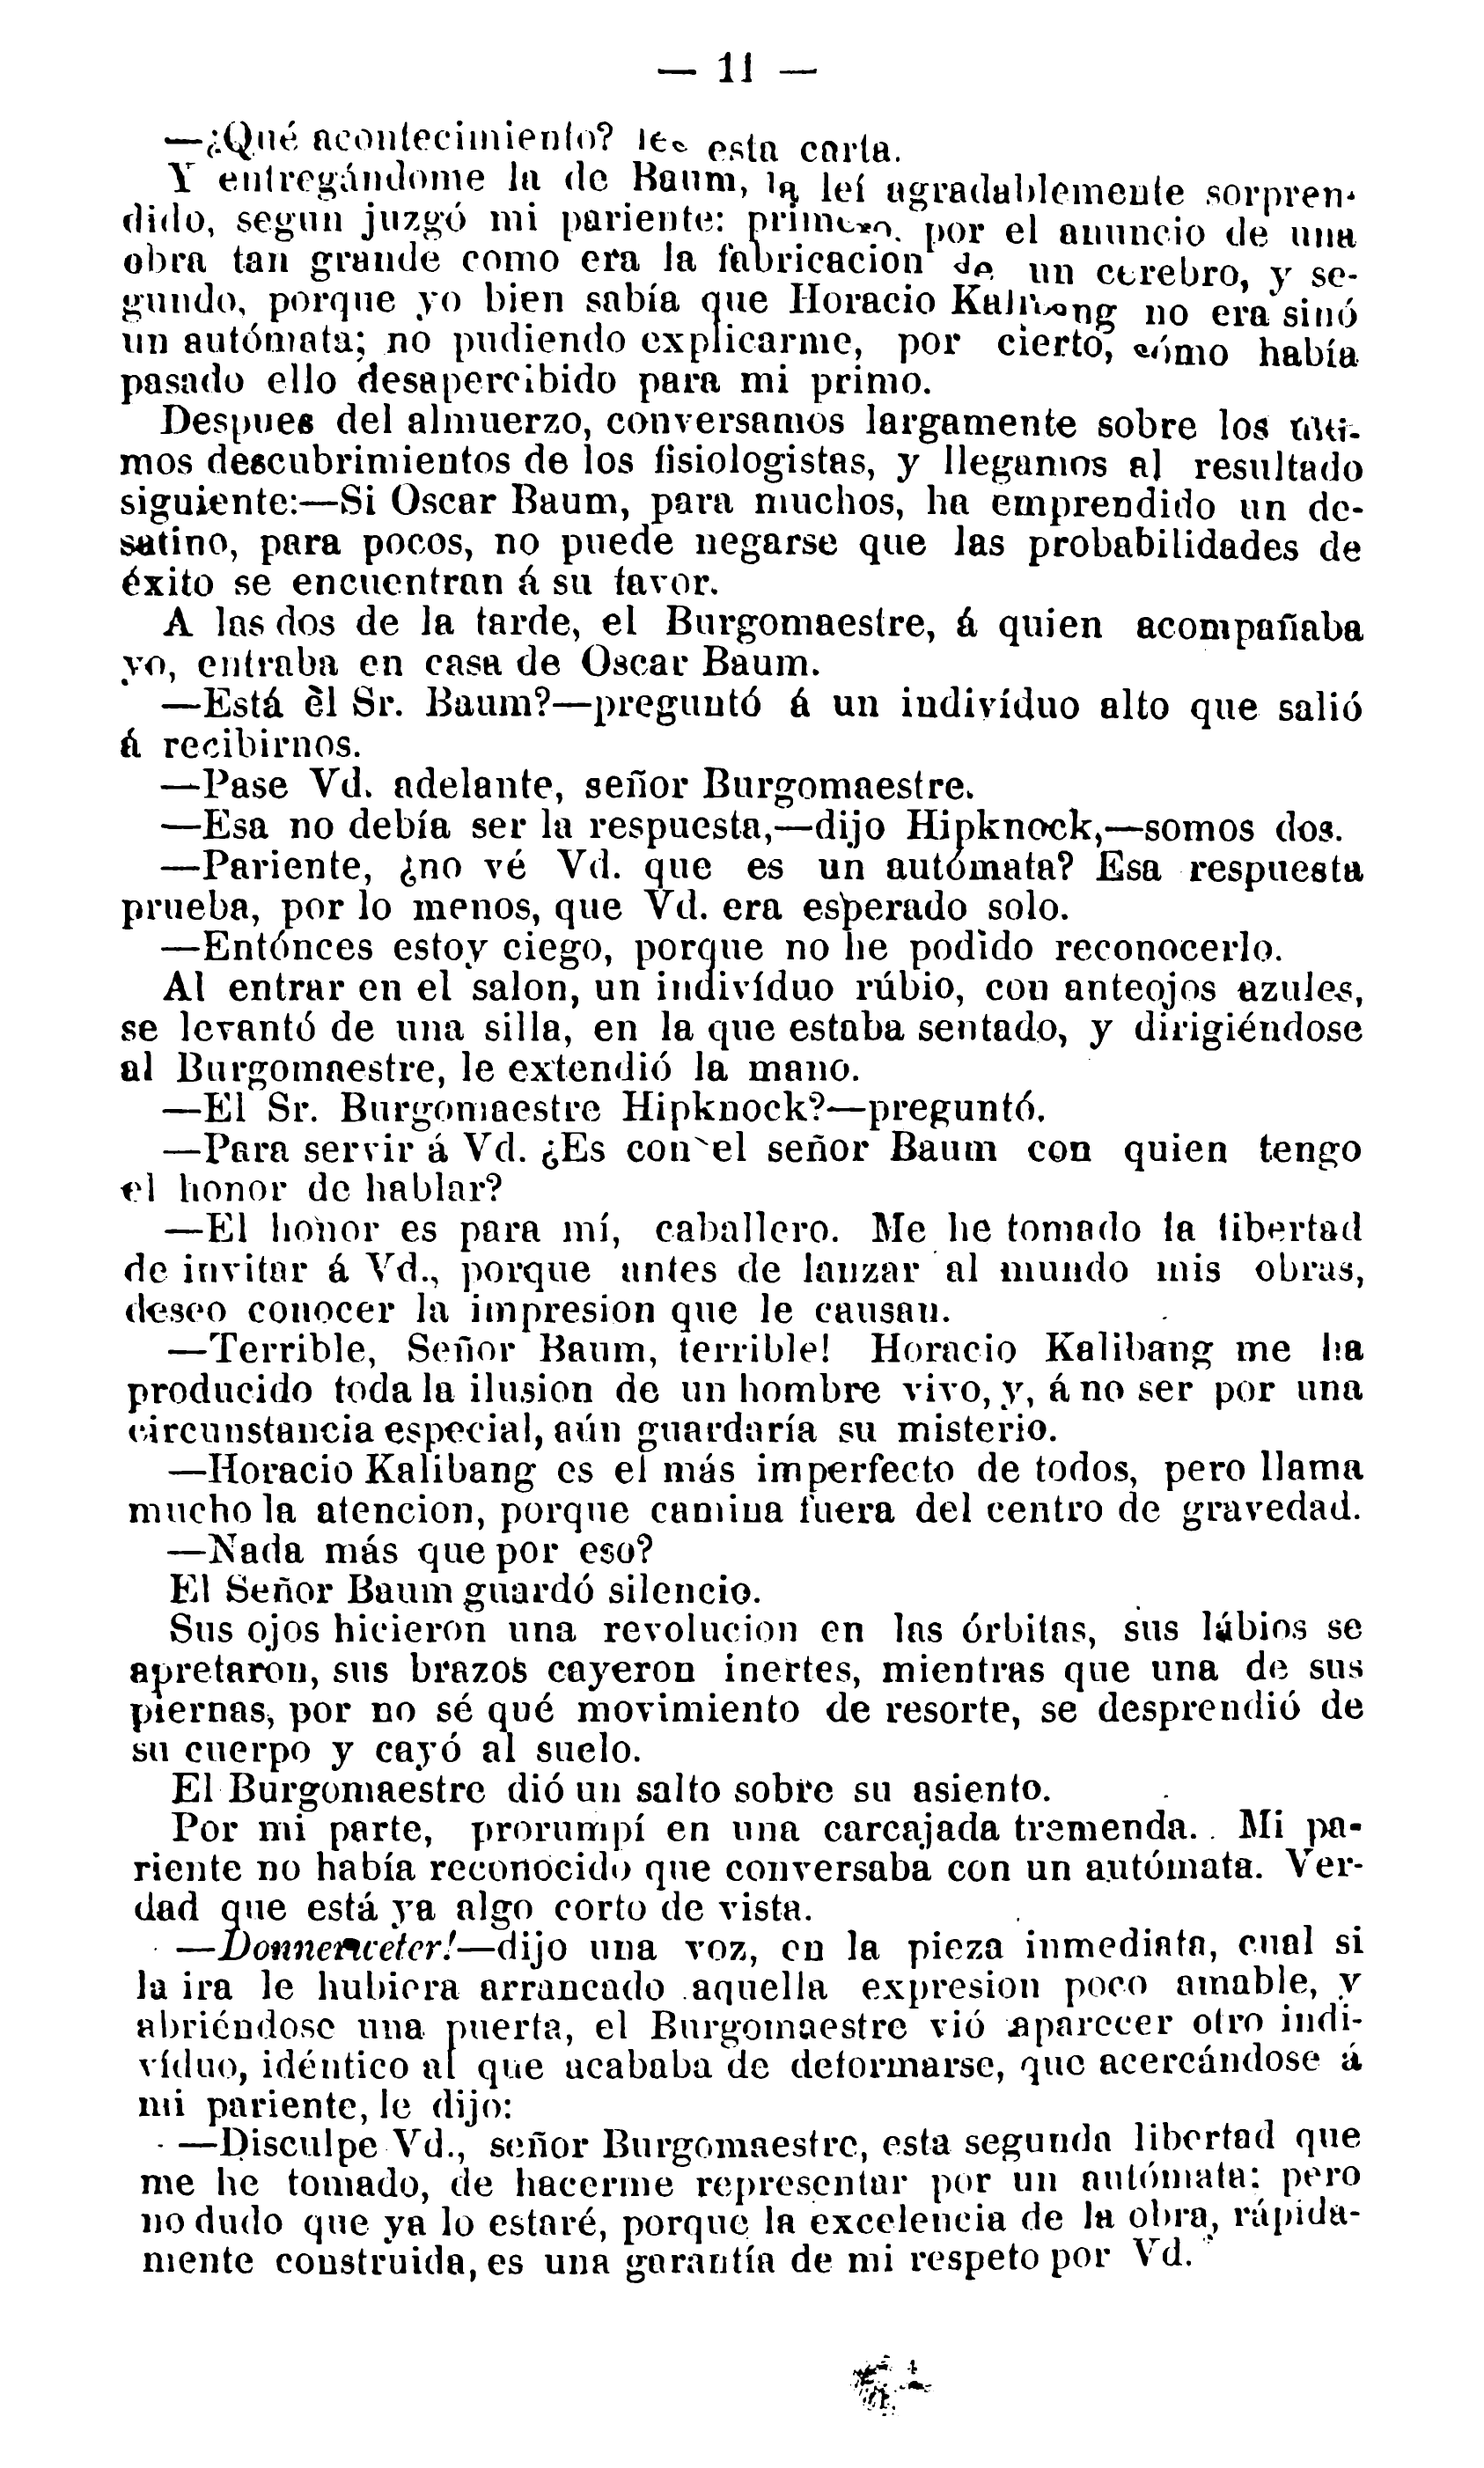 — 11 —
—¿Qué acontecimiento? lee esta carta.
Y entregándome la de Baum, la leí agradablemente sorpren-
dido, segun juzgó mi pariente: primero, por el anuncio de una
obra tan grande como era la fabricacion de un cerebro, y se-
gundo, porque yo bien sabía que Horacio Kalibang no era sinó
un autómata; no pudiendo explicarme, por cierto, cómo había
pasado ello desapercibido para mi primo.
Despues del almuerzo, conversamos largamente sobre los últi-
mos descubrimientos de los fisiologistas, y llegamos al resultado
siguiente:—Si Oscar Baum, para muchos, ha emprendido un de-
satino, para pocos, no puede negarse que las probabilidades de
éxito se encuentran á su favor.
A las dos de la tarde, el Burgomaestre, á quien acompañaba
yo, entraba en casa de Oscar Baum.
—Está èl Sr. Baum?—preguntó á un indivíduo alto que salió
á recibirnos.
—Pase Vd. adelante, señor Burgomaestre.
—Esa no debía ser la respuesta,—dijo Hipknock,—somos dos.
—Pariente, ¿no vé Vd. que es un autómata? Esa respuesta
prueba, por lo menos, que Vd. era esperado solo.
—Entónces estoy ciego, porque no he podido reconocerlo.
Al entrar en el salon, un indivíduo rúbio, con anteojos azules,
se levantó de una silla, en la que estaba sentado, y dirigiéndose
al Burgomaestre, le extendió la mano.
—El Sr. Burgomaestre Hipknock?—preguntó.
—Para servir á Vd. ¿Es con el señor Baum con quien tengo
el honor de hablar?
—El honor es para mí, caballero. Me he tomado la libertad
de invitar á Vd., porque antes de lanzar al mundo mis obras,
deseo conocer la impresion que le causan.
—Terrible, Señor Baum, terrible! Horacio Kalibang me ha
producido toda la ilusion de un hombre vivo, y, á no ser por una
circunstancia especial, aún guardaría su misterio.
—Horacio Kalibang es el más imperfecto de todos, pero llama
mucho la atencion, porque camina fuera del centro de gravedad.
—Nada más que por eso?
El Señor Baum guardó silencio.
Sus ojos hicieron una revolucion en las órbitas, sus lábios se
apretaron, sus brazos cayeron inertes, mientras que una de sus
piernas, por no sé qué movimiento de resorte, se desprendió de
su cuerpo y cayó al suelo.
El Burgomaestre dió un salto sobre su asiento.
Por mi parte, prorumpí en una carcajada tremenda.. Mi pa-
riente no había reconocido que conversaba con un autómata. Ver-
dad que está ya algo corto de vista.
—Donnerweter!—dijo una voz, en la pieza inmediata, cual si
la ira le hubiera arrancado aquella expresion poco amable, y
abriéndose una puerta, el Burgomaestre vió aparecer otro indi-
víduo, idéntico al que acababa de deformarse, que acercándose á
mi pariente, le dijo:
—Disculpe Vd., señor Burgomaestre, esta segunda libertad que
me he tomado, de hacerme representar por un autómata: pero
no dudo que ya lo estaré, porque la excelencia de la obra, rápida-
mente construida, es una garantía de mi respeto por Vd.